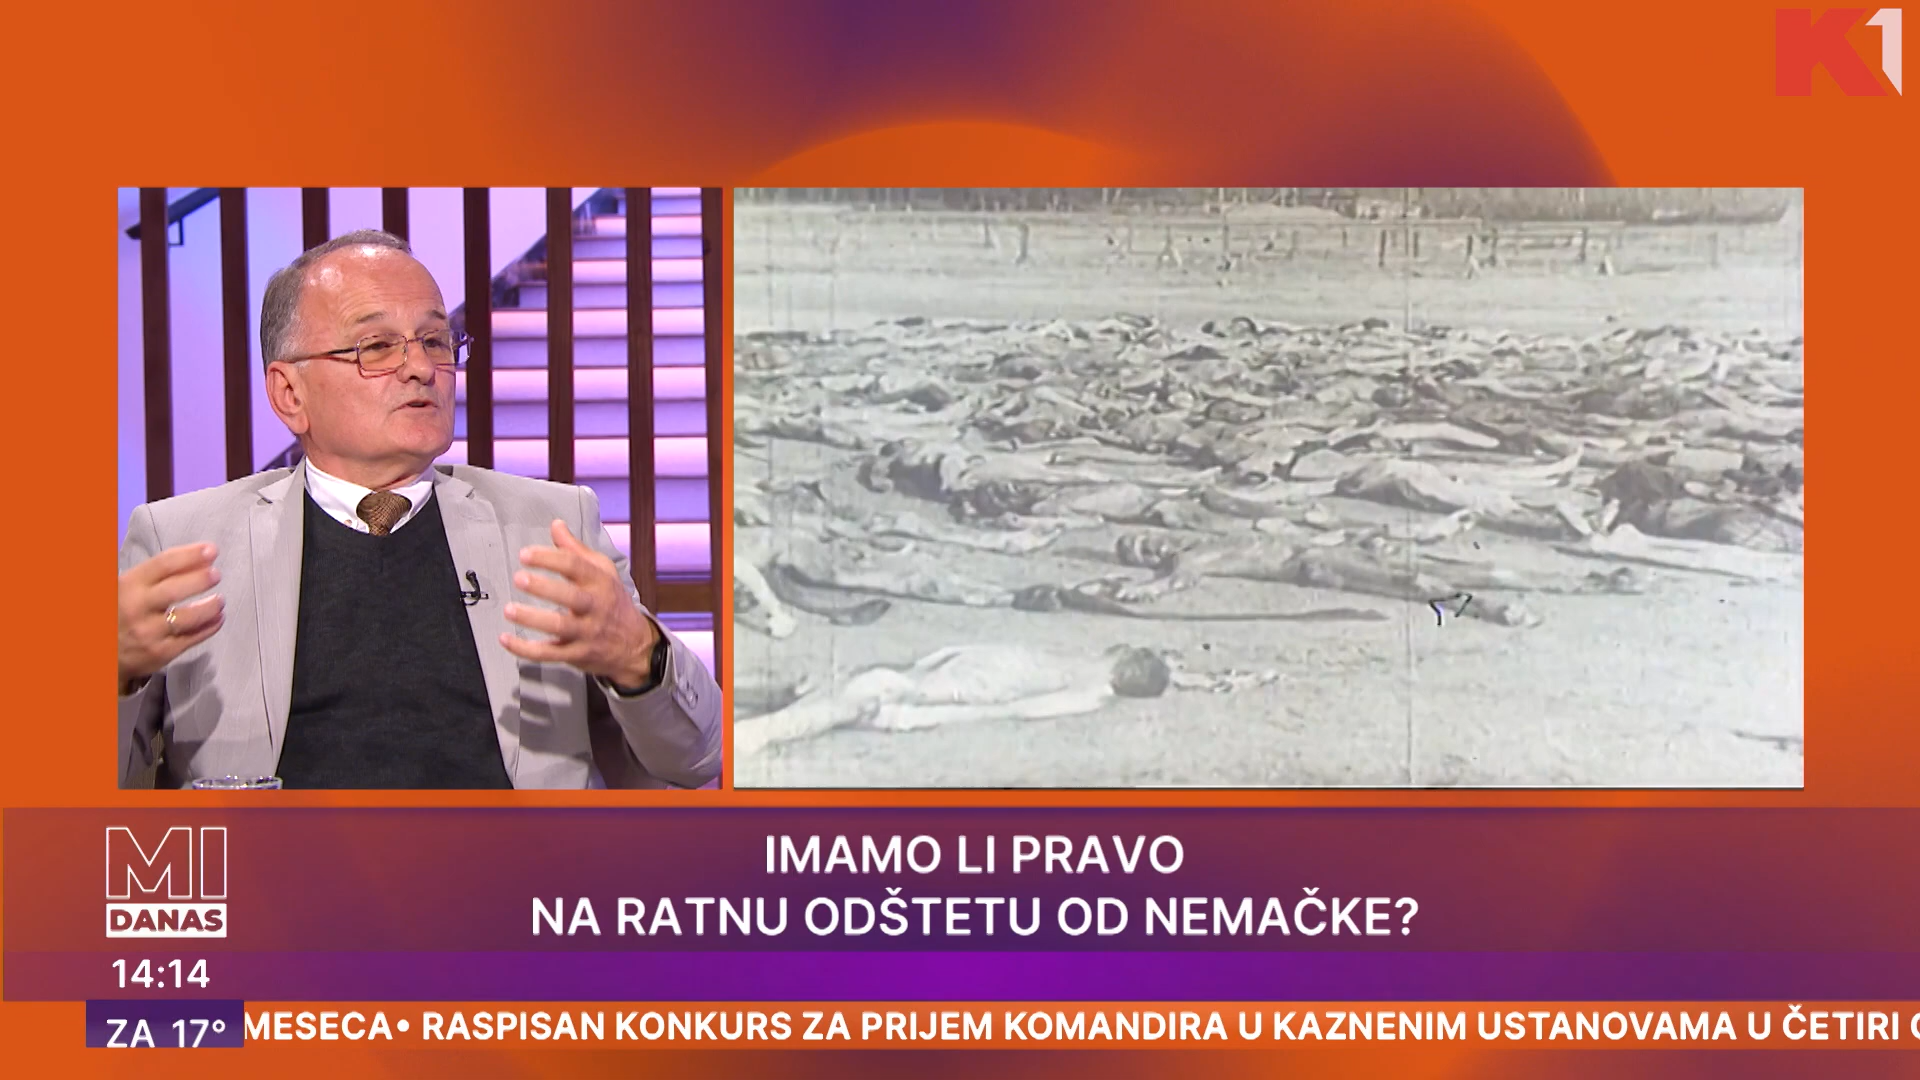 K1
IMAMO LI PRAVO
NA RATNU ODŠTETU OD NEMAČKE?
MI
DANAS
14:14
ZA 17°
MESECA• RASPISAN KONKURS ZA PRIJEM KOMANDIRA U KAZNENIM USTANOVAMA U ČETIRI